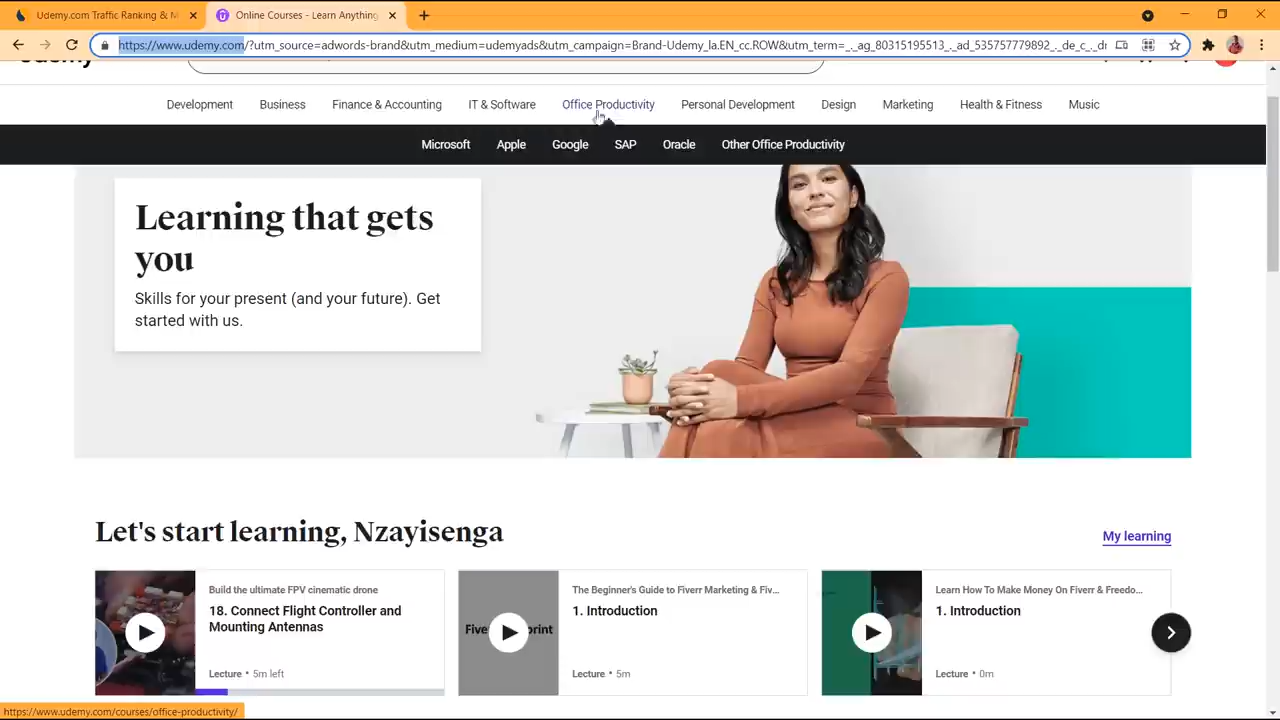 Udemy.com Traffic Ranking & M
Online Courses - Learn Anything
https://www.udemy.com/?utm_source=adwords-brand&utm_medium=udemyads&utm_campaign=Brand-Udemy_la.EN_cc.ROW&utm_term=_._ag_80315195513_._ad_535757779892_._de_c_._d
Udemy
Development Business Finance & Accounting IT & Software Office Productivity Personal Development Design Marketing Health & Fitness Music
Microsoft Apple Google SAP Oracle Other Office Productivity
Learning that gets
you
Skills for your present (and your future). Get
started with us.
Let's start learning, Nzayisenga
My learning
Build the ultimate FPV cinematic drone
18. Connect Flight Controller and
Mounting Antennas
Lecture • 5m left
The Beginner's Guide to Fiverr Marketing & Fiv...
1. Introduction
Lecture • 5m
Learn How To Make Money On Fiverr & Freedo...
1. Introduction
Lecture • 0m
https://www.udemy.com/courses/office-productivity/